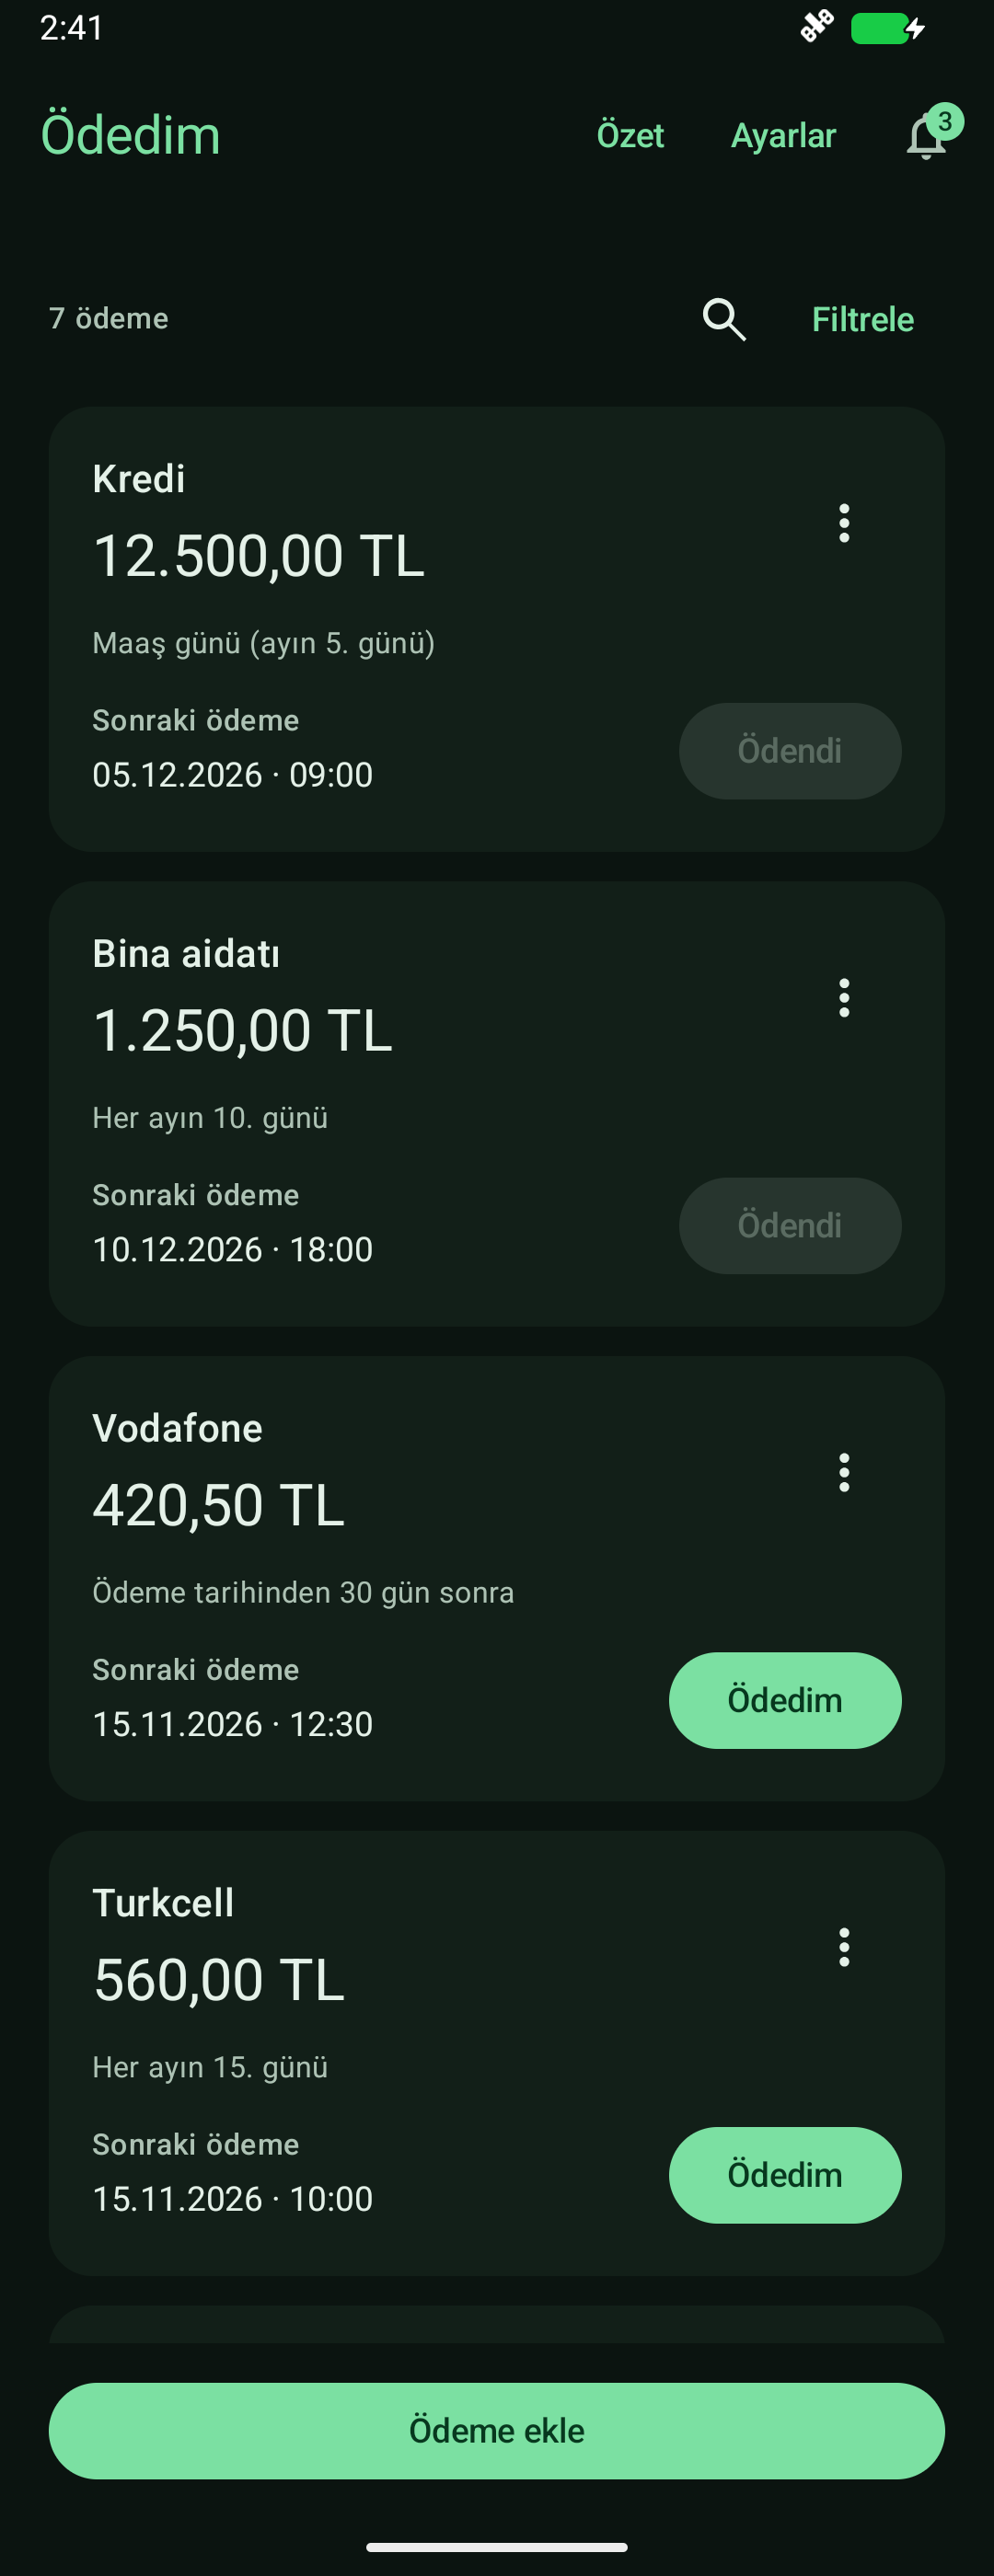 2:41
Ödedim
Özet
Ayarlar
3
7 ödeme
Filtrele
Kredi
12.500,00 TL
Maaş günü (ayın 5. günü)
Sonraki ödeme
05.12.2026 · 09:00
Ödendi
Bina aidatı
1.250,00 TL
Her ayın 10. günü
Sonraki ödeme
10.12.2026 · 18:00
Ödendi
Vodafone
420,50 TL
Ödeme tarihinden 30 gün sonra
Sonraki ödeme
15.11.2026 · 12:30
Ödedim
Turkcell
560,00 TL
Her ayın 15. günü
Sonraki ödeme
15.11.2026 · 10:00
Ödedim
Ödeme ekle